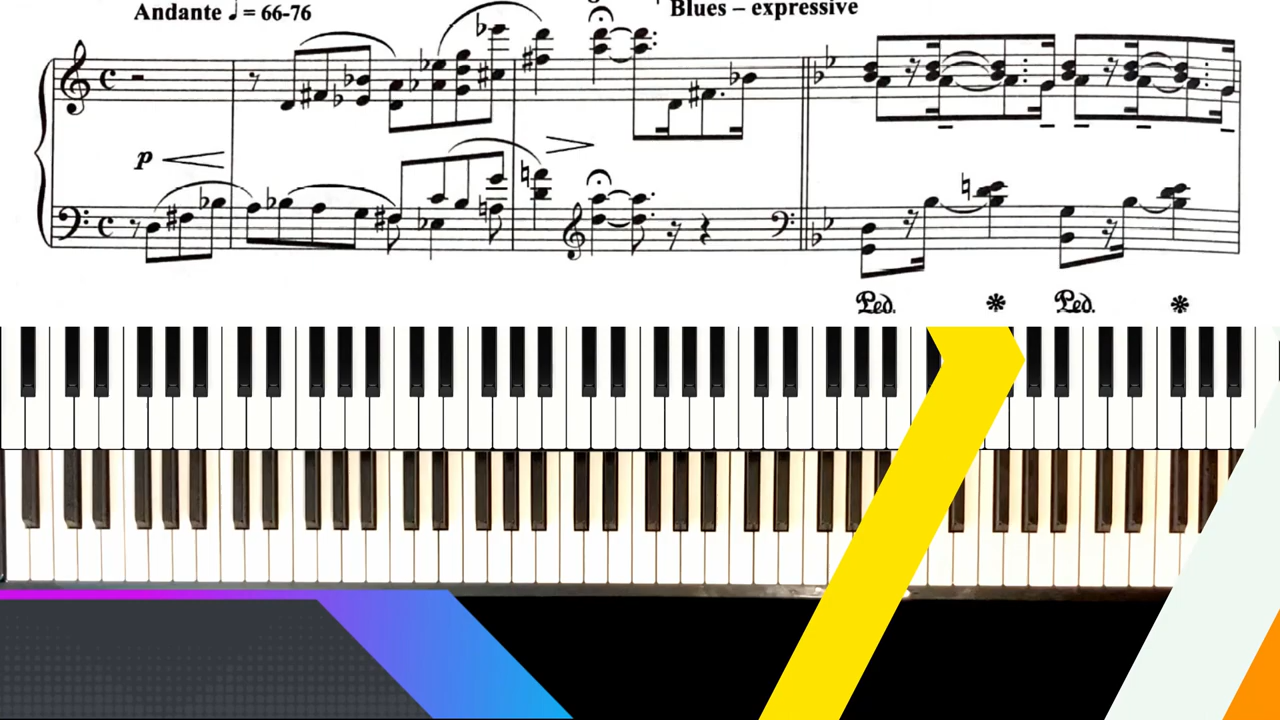 Andante ♩ = 66-76
Blues – expressive
p
Ped. Ped.